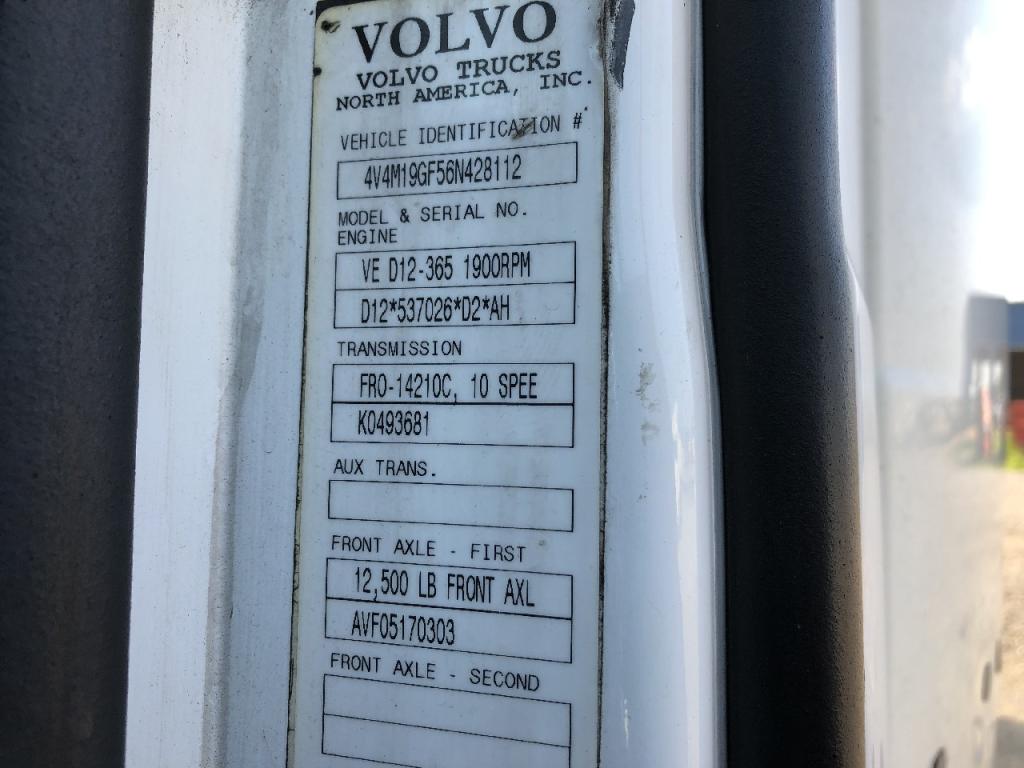 VOLVO
VOLVO TRUCKS
NORTH AMERICA, INC.
VEHICLE IDENTIFICATION #
4V4M19GF56N428112
MODEL & SERIAL NO.
ENGINE
VE D12-365 1900RPM
D12*537026*D2*AH
TRANSMISSION
FRO-14210C, 10 SPEE
K0493681
AUX TRANS.
FRONT AXLE - FIRST
12,500 LB FRONT AXL
AVF05170303
FRONT AXLE - SECOND